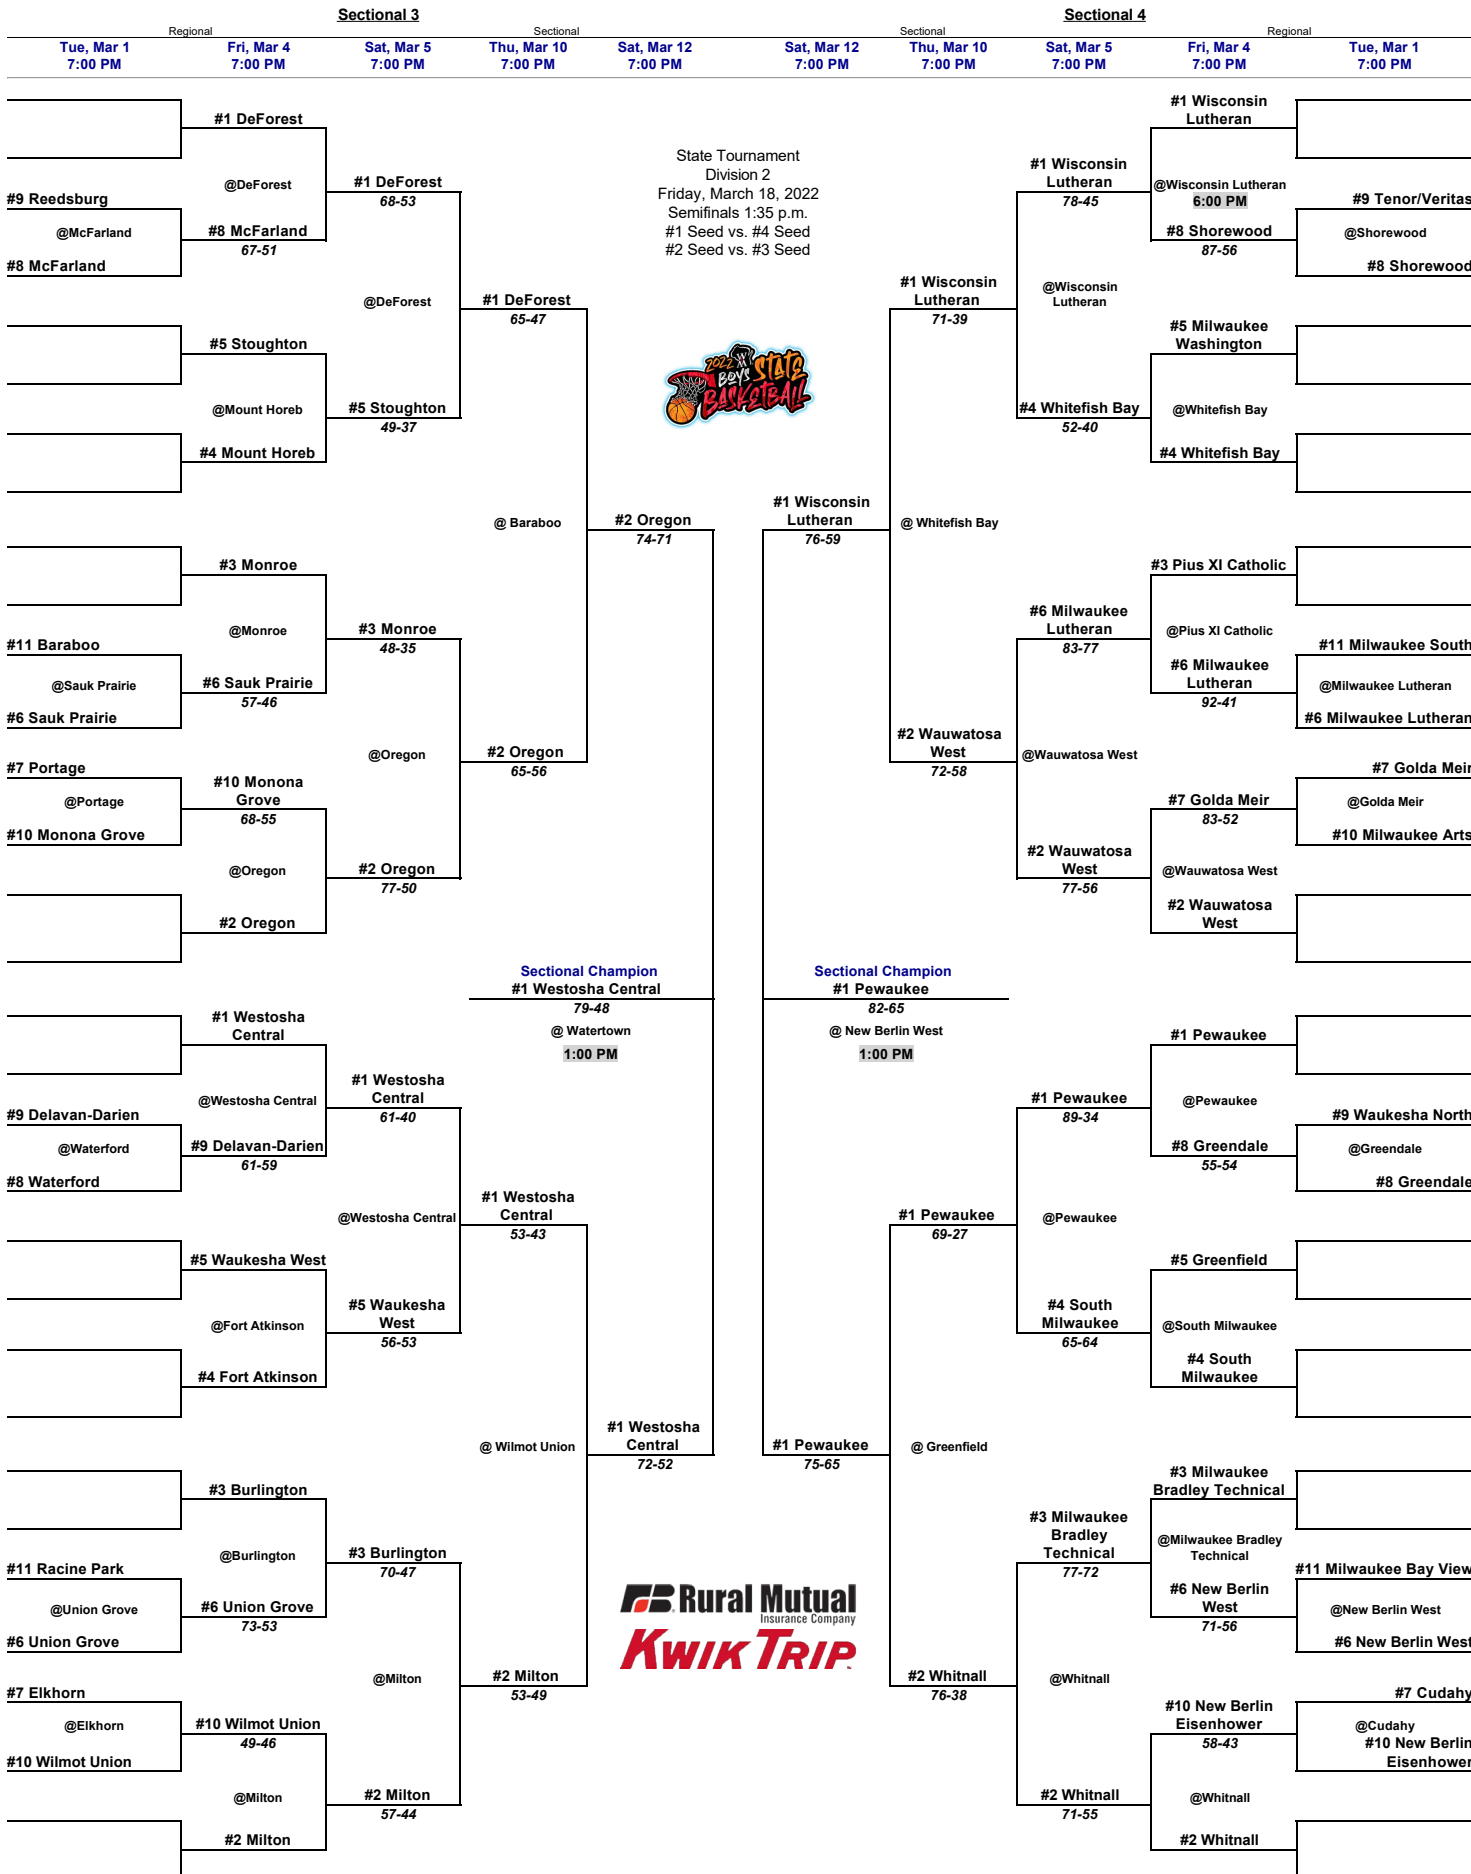 Sectional 3
Sectional 4
Regional
Sectional
Sectional
Regional
Tue, Mar 1
7:00 PM
Fri, Mar 4
7:00 PM
Sat, Mar 5
7:00 PM
Thu, Mar 10
7:00 PM
Sat, Mar 12
7:00 PM
Sat, Mar 12
7:00 PM
Thu, Mar 10
7:00 PM
Sat, Mar 5
7:00 PM
Fri, Mar 4
7:00 PM
Tue, Mar 1
7:00 PM
#9 Reedsburg
@McFarland
#8 McFarland
#11 Baraboo
@Sauk Prairie
#6 Sauk Prairie
#7 Portage
@Portage
#10 Monona Grove
#9 Delavan-Darien
@Waterford
#8 Waterford
#11 Racine Park
@Union Grove
#6 Union Grove
#7 Elkhorn
@Elkhorn
#10 Wilmot Union
#1 DeForest
@DeForest
#8 McFarland
67-51
#5 Stoughton
@Mount Horeb
#4 Mount Horeb
#3 Monroe
@Monroe
#6 Sauk Prairie
57-46
#10 Monona
Grove
68-55
@Oregon
#2 Oregon
#1 Westosha
Central
@Westosha Central
#9 Delavan-Darien
61-59
#5 Waukesha West
@Fort Atkinson
#4 Fort Atkinson
#3 Burlington
@Burlington
#6 Union Grove
73-53
#10 Wilmot Union
49-46
@Milton
#2 Milton
#1 DeForest
68-53
@DeForest
#5 Stoughton
49-37
#3 Monroe
48-35
@Oregon
#2 Oregon
77-50
#1 Westosha
Central
61-40
@Westosha Central
#5 Waukesha
West
56-53
#3 Burlington
70-47
@Milton
#2 Milton
57-44
#1 DeForest
65-47
@ Baraboo
#2 Oregon
65-56
#1 Westosha
Central
53-43
@ Wilmot Union
#2 Milton
53-49
#2 Oregon
74-71
Sectional Champion
#1 Westosha Central
79-48
@ Watertown
1:00 PM
#1 Westosha
Central
72-52
State Tournament
Division 2
Friday, March 18, 2022
Semifinals 1:35 p.m.
#1 Seed vs. #4 Seed
#2 Seed vs. #3 Seed
2022
BOYS STATE
BASKETBALL
Rural Mutual
Insurance Company
KWIK TRIP
#1 Wisconsin
Lutheran
76-59
Sectional Champion
#1 Pewaukee
82-65
@ New Berlin West
1:00 PM
#1 Pewaukee
75-65
#1 Wisconsin
Lutheran
71-39
@ Whitefish Bay
#2 Wauwatosa
West
72-58
#1 Pewaukee
69-27
@ Greenfield
#2 Whitnall
76-38
#1 Wisconsin
Lutheran
78-45
@Wisconsin
Lutheran
#4 Whitefish Bay
52-40
#6 Milwaukee
Lutheran
83-77
@Wauwatosa West
#2 Wauwatosa
West
77-56
#1 Pewaukee
89-34
@Pewaukee
#4 South
Milwaukee
65-64
#3 Milwaukee
Bradley
Technical
77-72
@Whitnall
#2 Whitnall
71-55
#1 Wisconsin
Lutheran
@Wisconsin Lutheran
6:00 PM
#8 Shorewood
87-56
#5 Milwaukee
Washington
@Whitefish Bay
#4 Whitefish Bay
#3 Pius XI Catholic
@Pius XI Catholic
#6 Milwaukee
Lutheran
92-41
#7 Golda Meir
83-52
@Wauwatosa West
#2 Wauwatosa
West
#1 Pewaukee
@Pewaukee
#8 Greendale
55-54
#5 Greenfield
@South Milwaukee
#4 South
Milwaukee
#3 Milwaukee
Bradley Technical
@Milwaukee Bradley
Technical
#6 New Berlin
West
71-56
#10 New Berlin
Eisenhower
58-43
@Whitnall
#2 Whitnall
#9 Tenor/Veritas
@Shorewood
#8 Shorewood
#11 Milwaukee South
@Milwaukee Lutheran
#6 Milwaukee Lutheran
#7 Golda Meir
@Golda Meir
#10 Milwaukee Arts
#9 Waukesha North
@Greendale
#8 Greendale
#11 Milwaukee Bay View
@New Berlin West
#6 New Berlin West
#7 Cudahy
@Cudahy
#10 New Berlin
Eisenhower